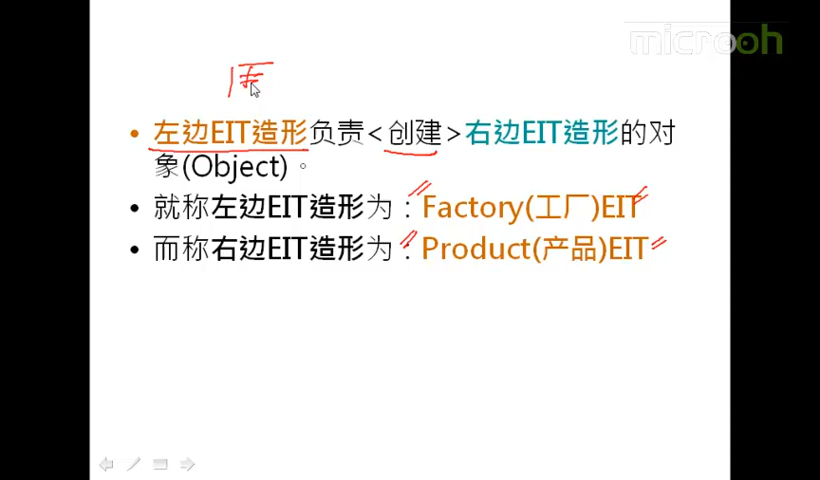 microoh
• 左边EIT造形负责<创建>右边EIT造形的对
象(Object)。
• 就称左边EIT造形为：Factory(工厂)EIT
• 而称右边EIT造形为：Product(产品)EIT